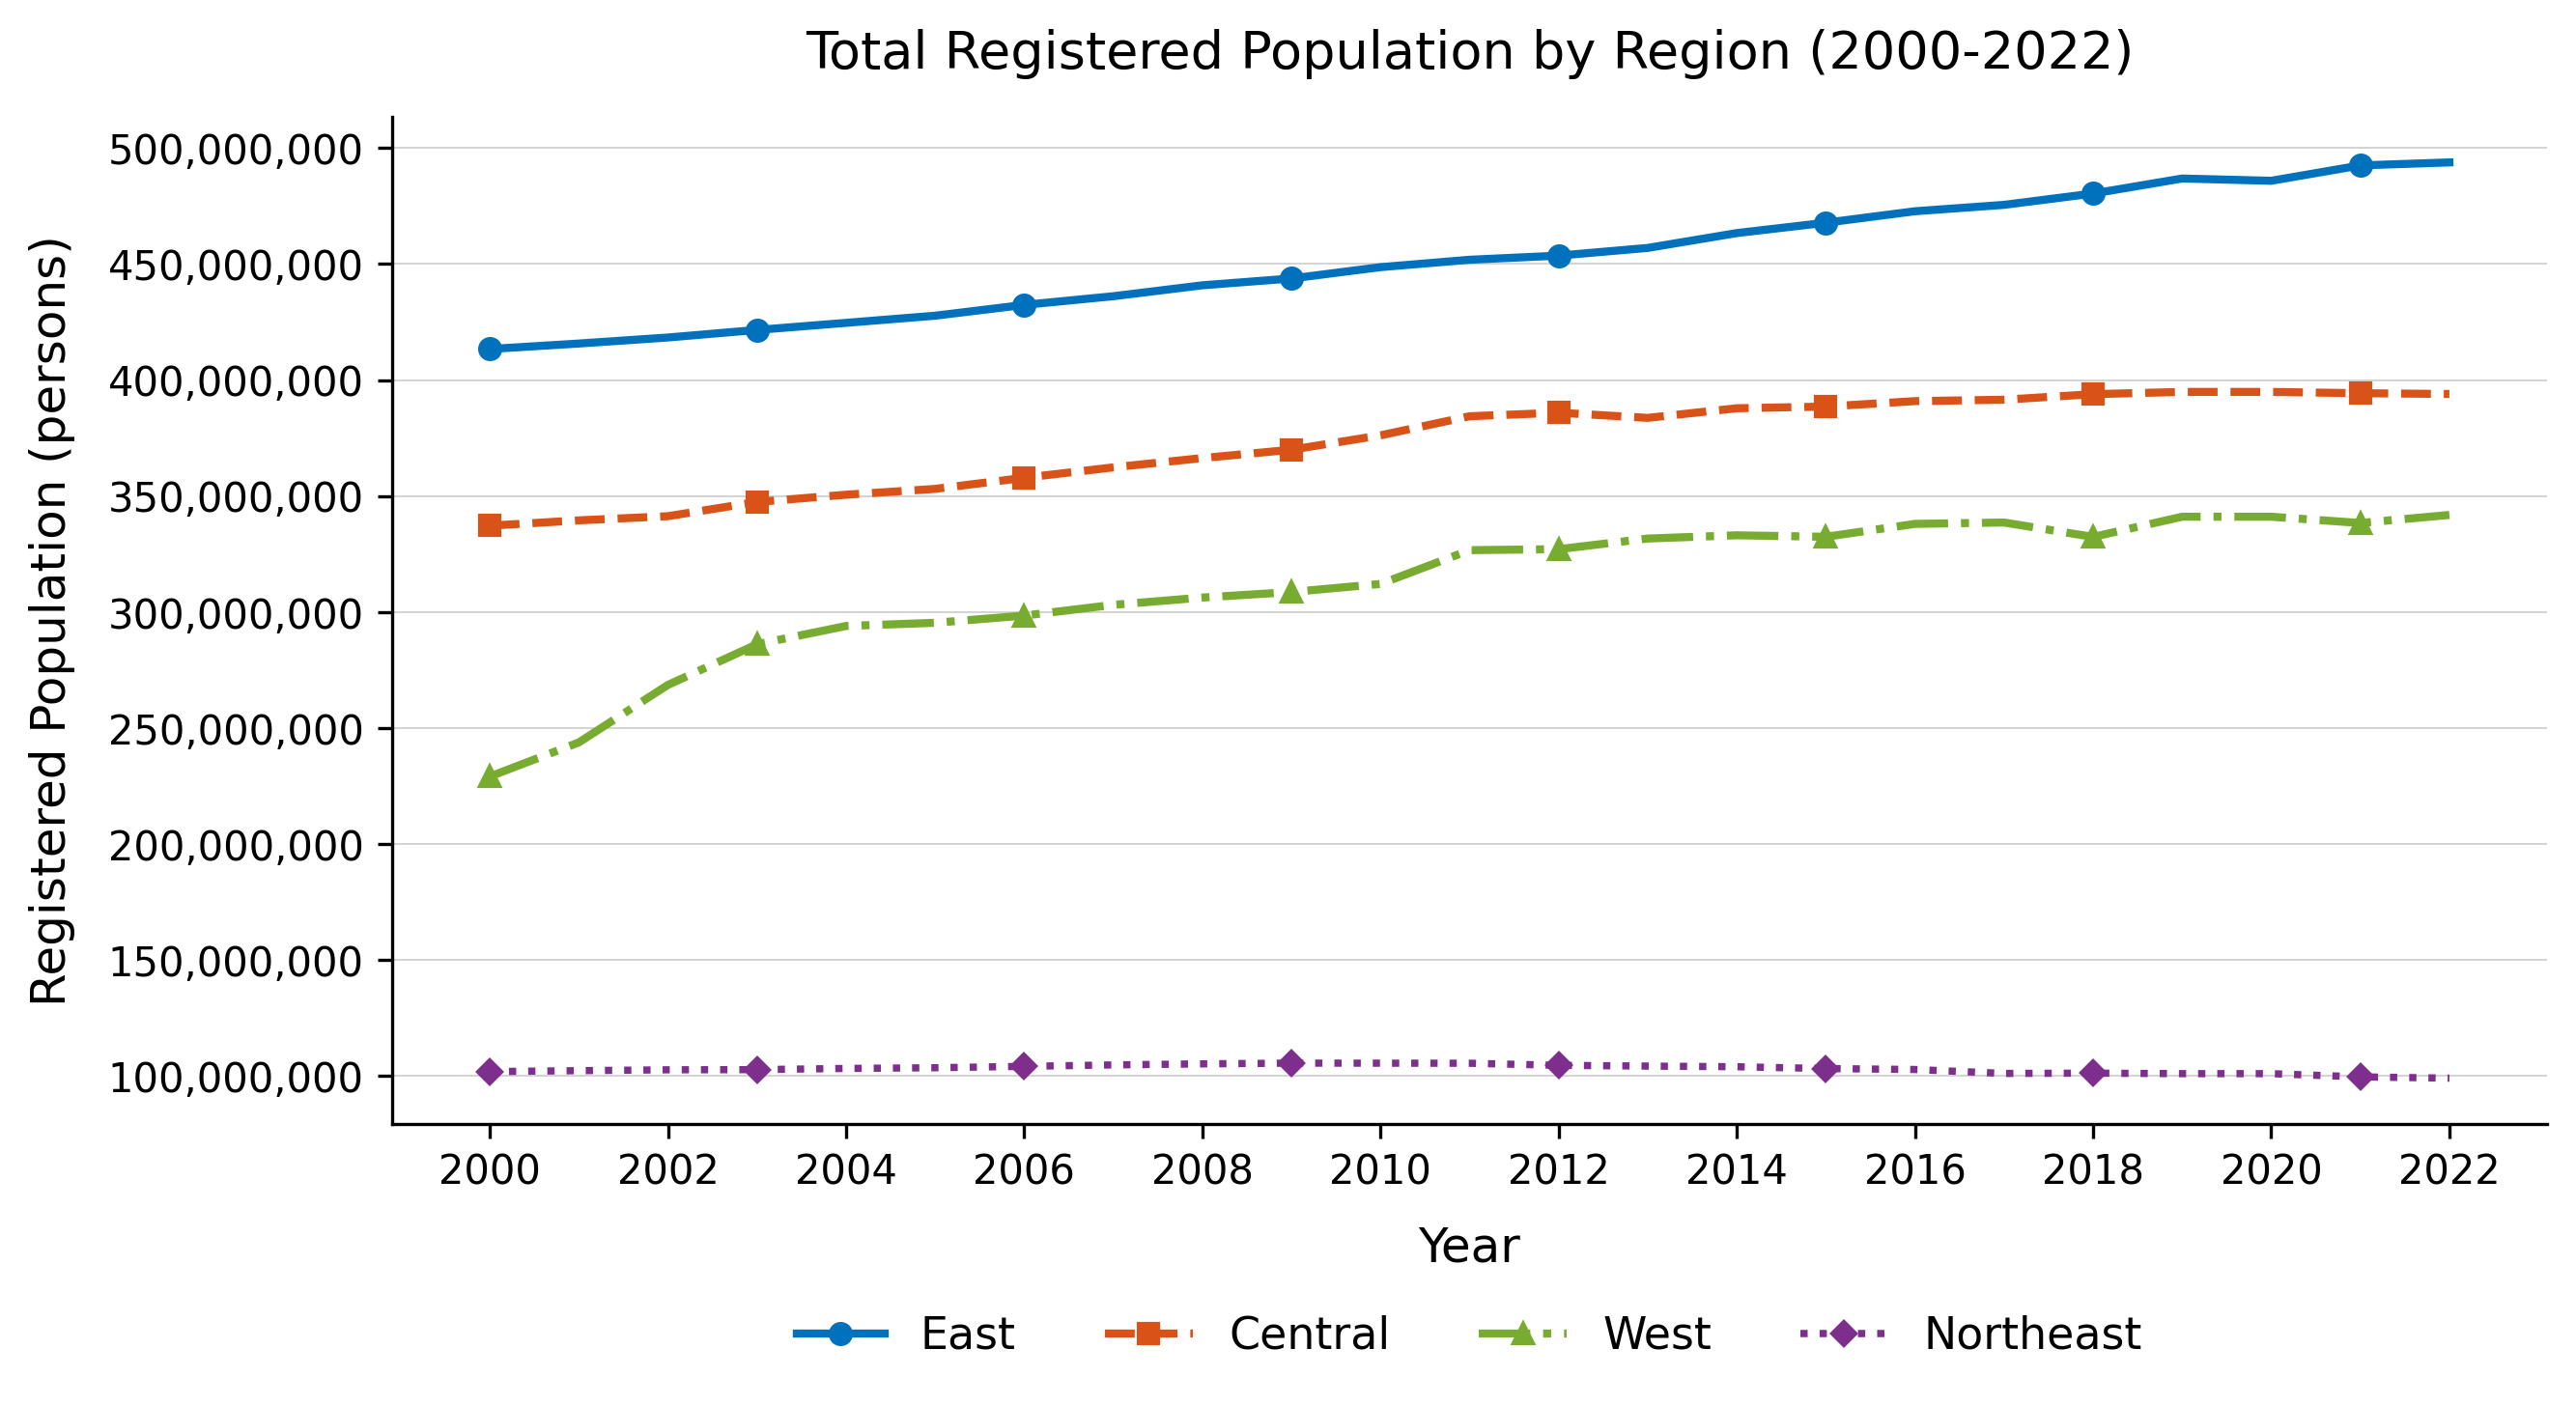 Total Registered Population by Region (2000-2022)
Registered Population (persons)
500,000,000
450,000,000
400,000,000
350,000,000
300,000,000
250,000,000
200,000,000
150,000,000
100,000,000
2000 2002 2004 2006 2008 2010 2012 2014 2016 2018 2020 2022
Year
East Central West Northeast